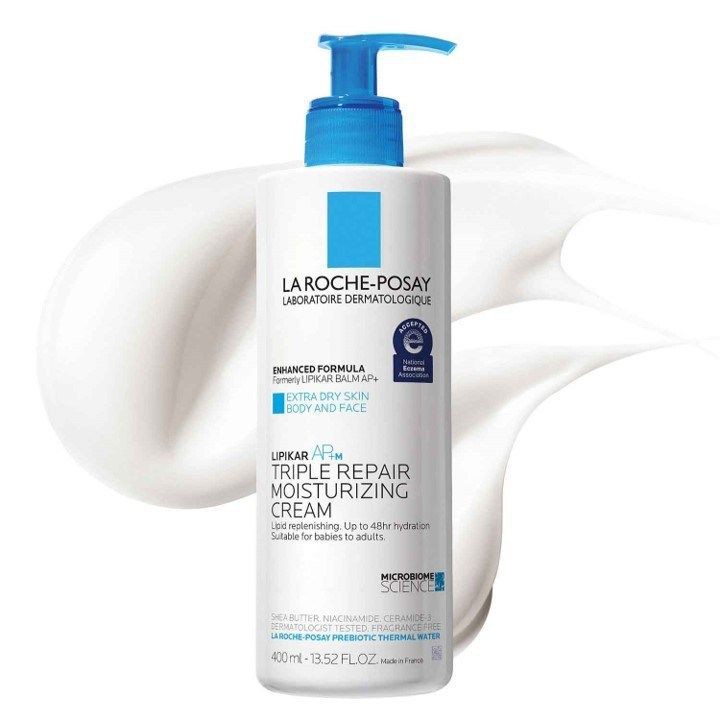 LA ROCHE-POSAY
LABORATOIRE DERMATOLOGIQUE
ACCEPTED
National
Eczema
Association
ENHANCED FORMULA
Formerly LIPIKAR BALM AP+
EXTRA DRY SKIN
BODY AND FACE
LIPIKAR AP+M
TRIPLE REPAIR
MOISTURIZING
CREAM
Lipid replenishing. Up to 48hr hydration
Suitable for babies to adults.
MICROBIOME
SCIENCE
SHEA BUTTER, NIACINAMIDE, CERAMIDE-3
DERMATOLOGIST TESTED, FRAGRANCE FREE
LA ROCHE-POSAY PREBIOTIC THERMAL WATER
400 ml - 13.52 FL.OZ. Made in France